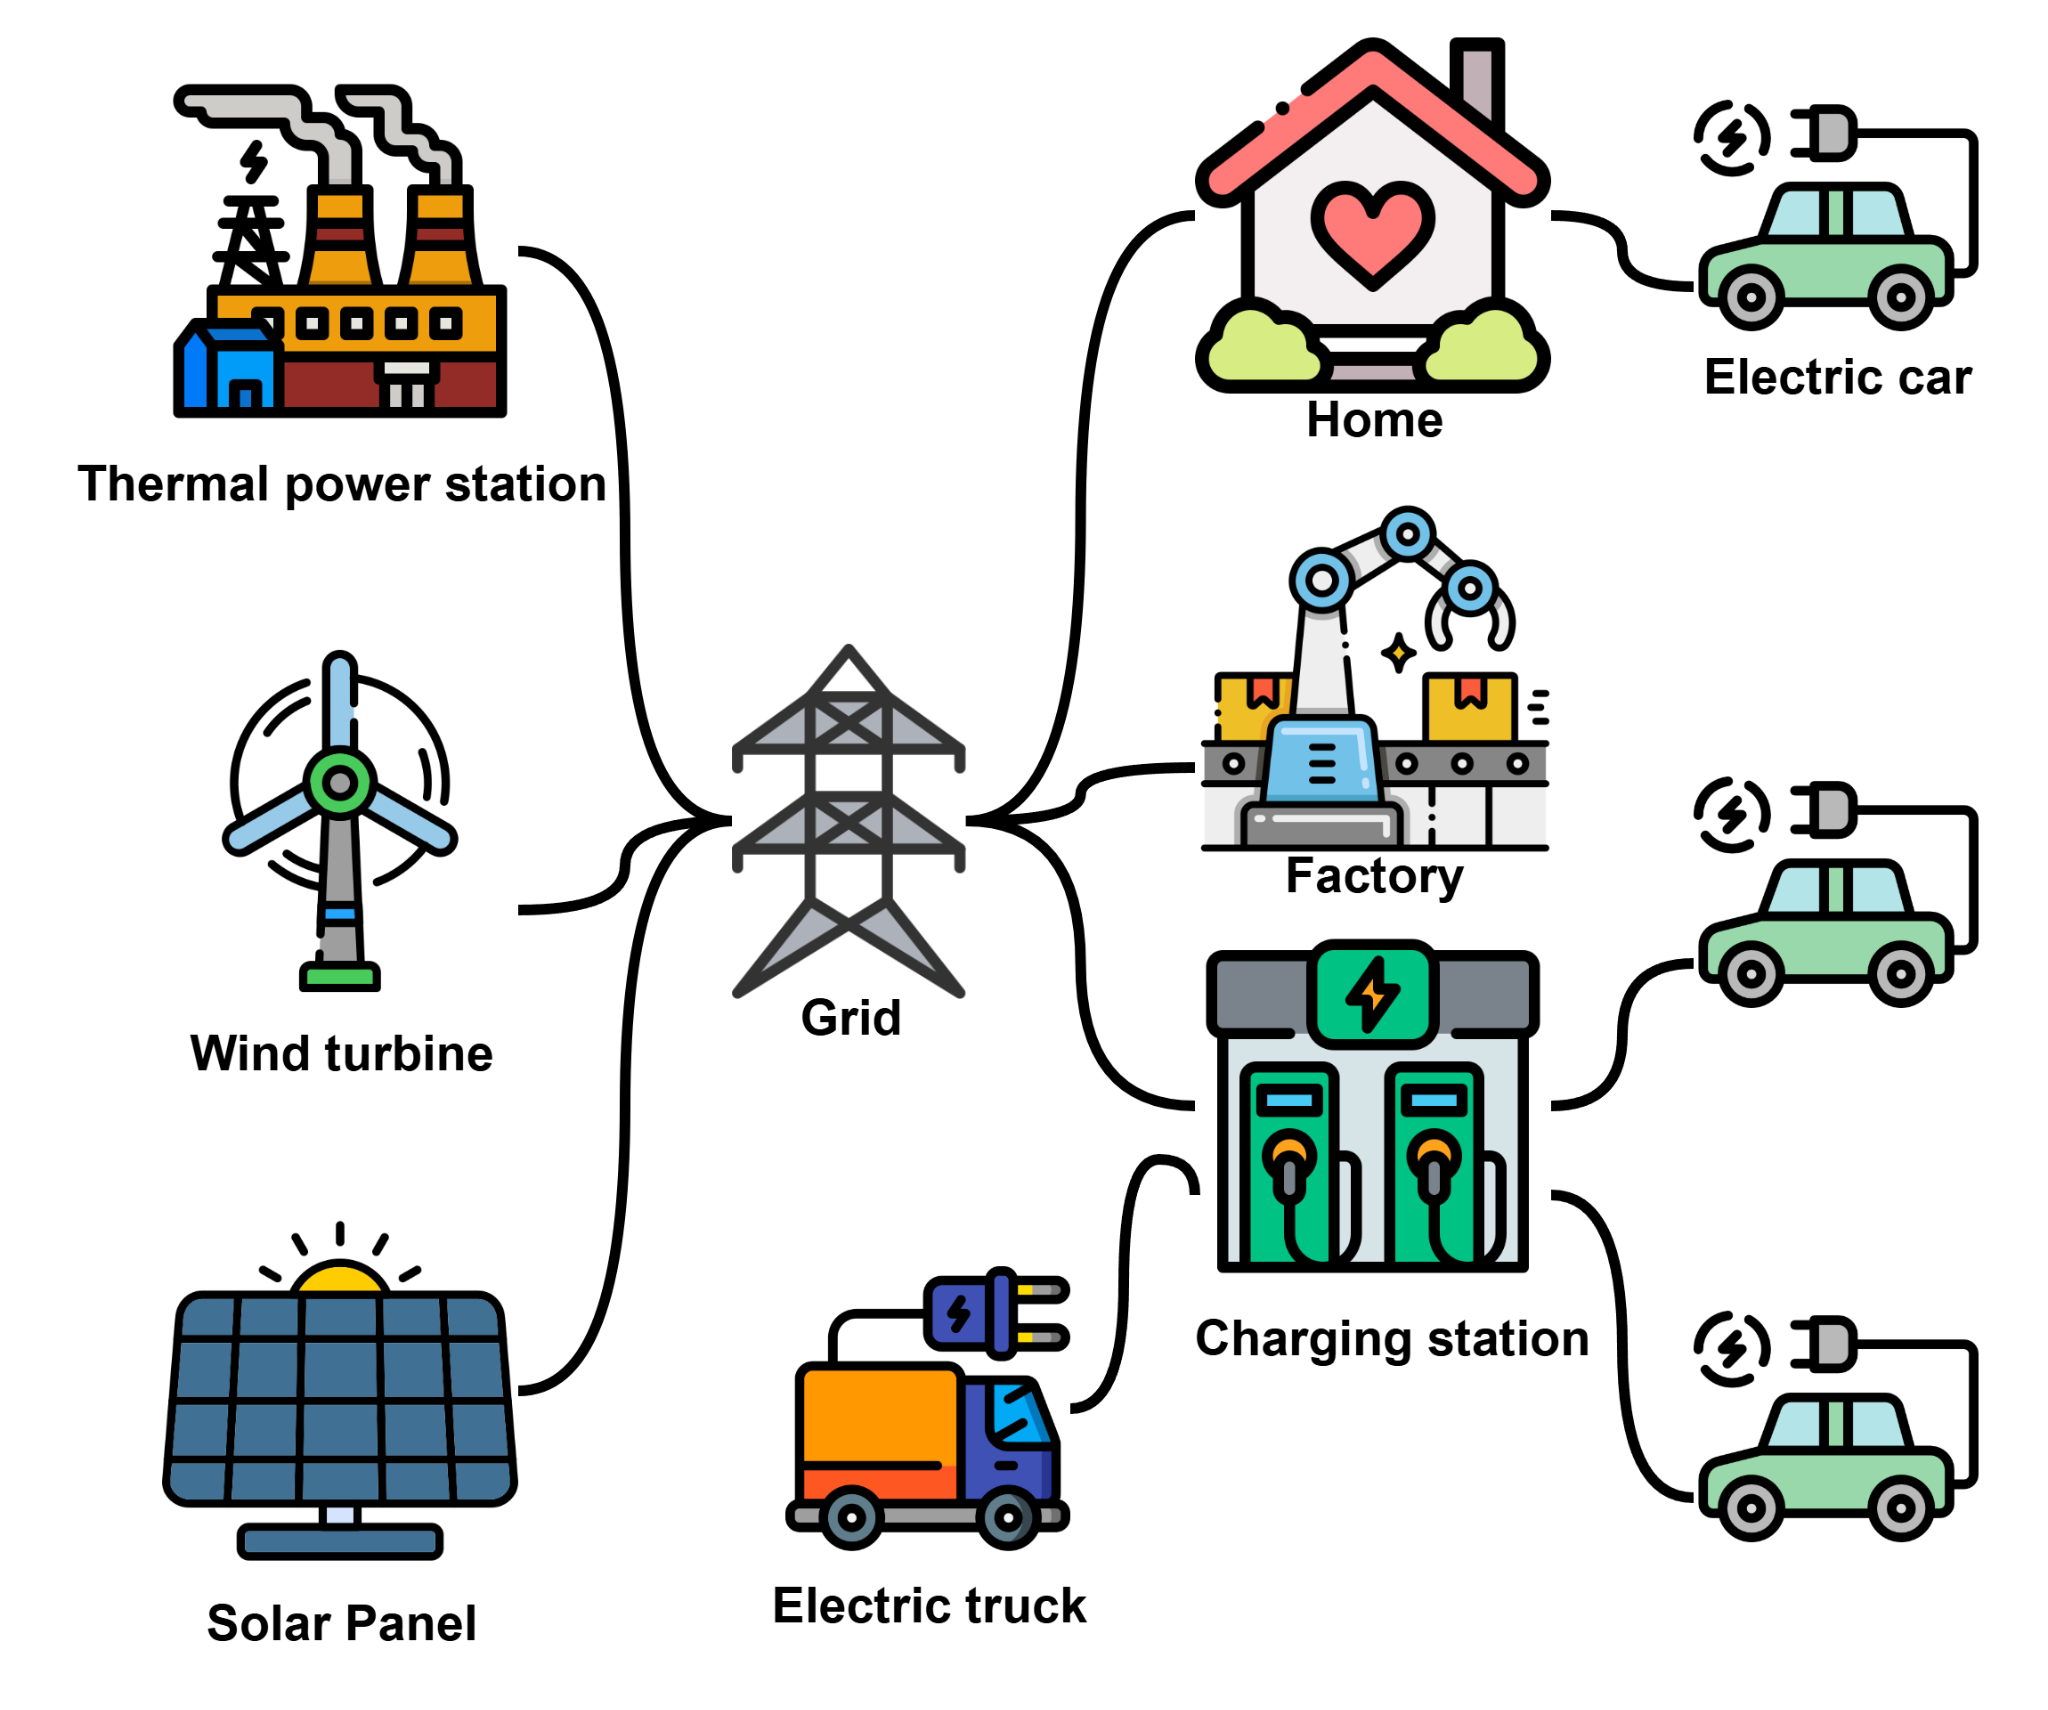 Thermal power station
Wind turbine
Solar Panel
Grid
Electric truck
Home
Factory
Charging station
Electric car